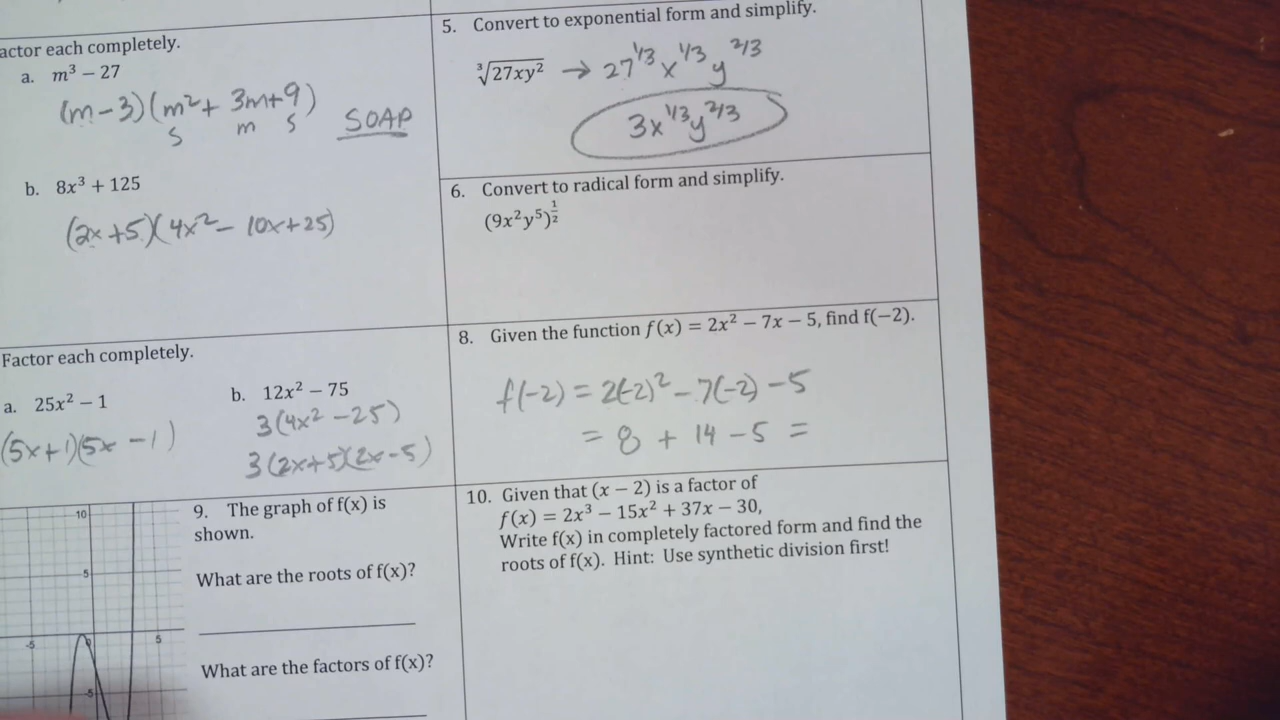 actor each completely.
a. m³ − 27
(m−3)(m²+ 3m+9)
S m S SOAP
b. 8x³ + 125
(2x+5)(4x²− 10x+25)
5. Convert to exponential form and simplify.
³√27xy² → 27^1/3 x^1/3 y^2/3
3x^1/3 y^2/3
6. Convert to radical form and simplify.
(9x²y⁵)^1/2
Factor each completely.
a. 25x² − 1
(5x+1)(5x−1)
b. 12x² − 75
3(4x²−25)
3(2x+5)(2x−5)
8. Given the function f(x) = 2x² − 7x − 5, find f(−2).
f(−2) = 2(−2)² − 7(−2) − 5
= 8 + 14 − 5 =
10
5
-5 0 5
-5
9. The graph of f(x) is
shown.
What are the roots of f(x)?
What are the factors of f(x)?
10. Given that (x − 2) is a factor of
f(x) = 2x³ − 15x² + 37x − 30,
Write f(x) in completely factored form and find the
roots of f(x). Hint: Use synthetic division first!